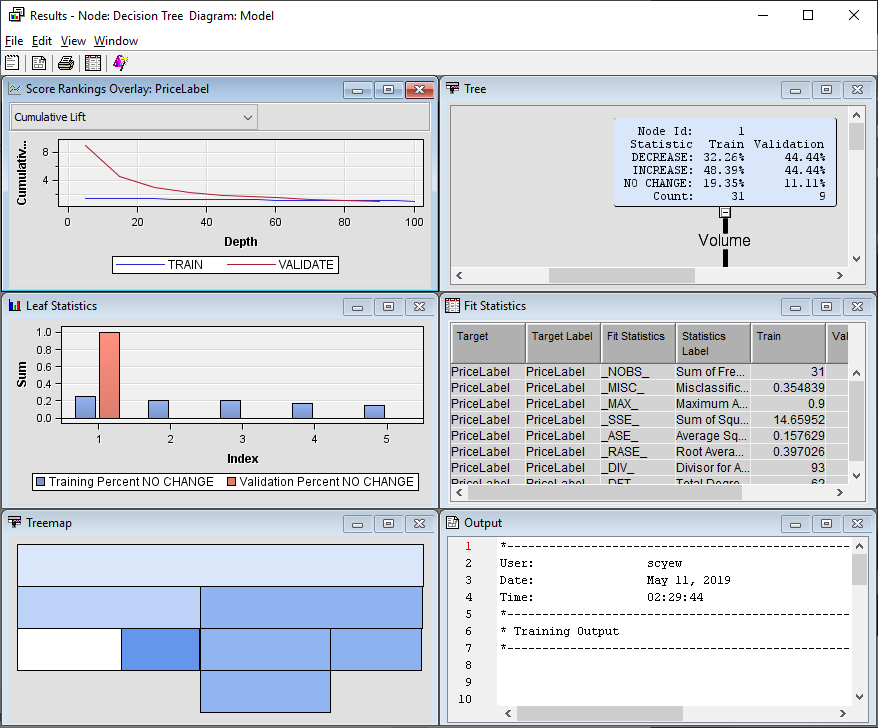 Results - Node: Decision Tree Diagram: Model
File Edit View Window
Score Rankings Overlay: PriceLabel
Cumulative Lift
Cumulativ...
8
4
0 20 40 60 80 100
Depth
TRAIN VALIDATE
Tree
Node Id: 1
Statistic Train Validation
DECREASE: 32.26% 44.44%
INCREASE: 48.39% 44.44%
NO CHANGE: 19.35% 11.11%
Count: 31 9
Volume
Leaf Statistics
Sum
1.0
0.8
0.6
0.4
0.2
0.0
1 2 3 4 5
Index
Training Percent NO CHANGE Validation Percent NO CHANGE
Fit Statistics
Target Target Label Fit Statistics Statistics Label Train Val
PriceLabel PriceLabel _NOBS_ Sum of Fre... 31
PriceLabel PriceLabel _MISC_ Misclassific... 0.354839
PriceLabel PriceLabel _MAX_ Maximum A... 0.9
PriceLabel PriceLabel _SSE_ Sum of Squ... 14.65952
PriceLabel PriceLabel _ASE_ Average Sq... 0.157629
PriceLabel PriceLabel _RASE_ Root Avera... 0.397026
PriceLabel PriceLabel _DIV_ Divisor for A... 93
PriceLabel PriceLabel _DFT_ Total Degre... 62
Treemap
Output
1 *------------------------------------------------
2 User: scyew
3 Date: May 11, 2019
4 Time: 02:29:44
5 *------------------------------------------------
6 * Training Output
7 *------------------------------------------------
8
9
10